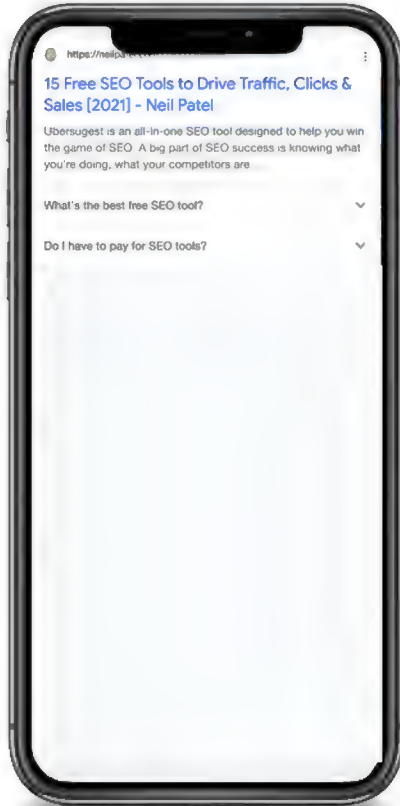 https://neilpa
15 Free SEO Tools to Drive Traffic, Clicks &
Sales [2021] - Neil Patel
Ubersugest is an all-in-one SEO tool designed to help you win
the game of SEO A big part of SEO success is knowing what
you're doing, what your competitors are
What's the best free SEO tool?
Do I have to pay for SEO tools?